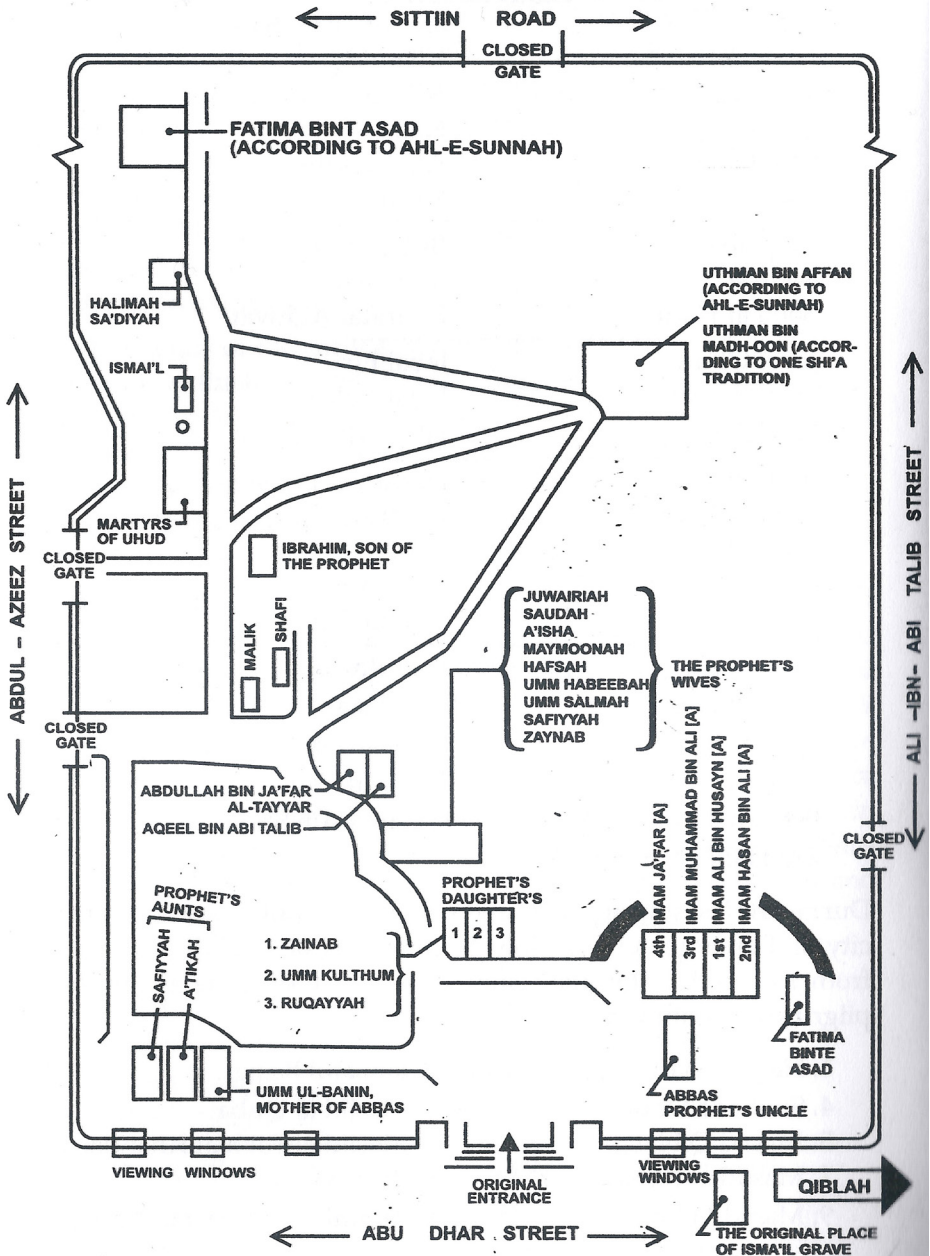 SITTIIN ROAD
CLOSED
GATE
FATIMA BINT ASAD
(ACCORDING TO AHL-E-SUNNAH)
UTHMAN BIN AFFAN
(ACCORDING TO
AHL-E-SUNNAH)
UTHMAN BIN
MADH-OON (ACCOR-
DING TO ONE SHI'A
TRADITION)
HALIMAH
SA'DIYAH
ISMAI'L
MARTYRS
OF UHUD
CLOSED
GATE
ABDUL - AZEEZ STREET
ALI -IBN- ABI TALIB STREET
IBRAHIM, SON OF
THE PROPHET
MALIK
SHAFI
JUWAIRIAH
SAUDAH
A'ISHA
MAYMOONAH
HAFSAH
UMM HABEEBAH
UMM SALMAH
SAFIYYAH
ZAYNAB
THE PROPHET'S
WIVES
CLOSED
GATE
ABDULLAH BIN JA'FAR
AL-TAYYAR
AQEEL BIN ABI TALIB
CLOSED
GATE
4th IMAM JA'FAR [A]
3rd IMAM MUHAMMAD BIN ALI [A]
1st IMAM ALI BIN HUSAYN [A]
2nd IMAM HASAN BIN ALI [A]
PROPHET'S
DAUGHTER'S
1 2 3
1. ZAINAB
2. UMM KULTHUM
3. RUQAYYAH
PROPHET'S
AUNTS
SAFIYYAH
A'TIKAH
UMM UL-BANIN,
MOTHER OF ABBAS
FATIMA
BINTE
ASAD
ABBAS
PROPHET'S UNCLE
VIEWING WINDOWS
ORIGINAL
ENTRANCE
VIEWING
WINDOWS
QIBLAH
ABU DHAR STREET
THE ORIGINAL PLACE
OF ISMA'IL GRAVE